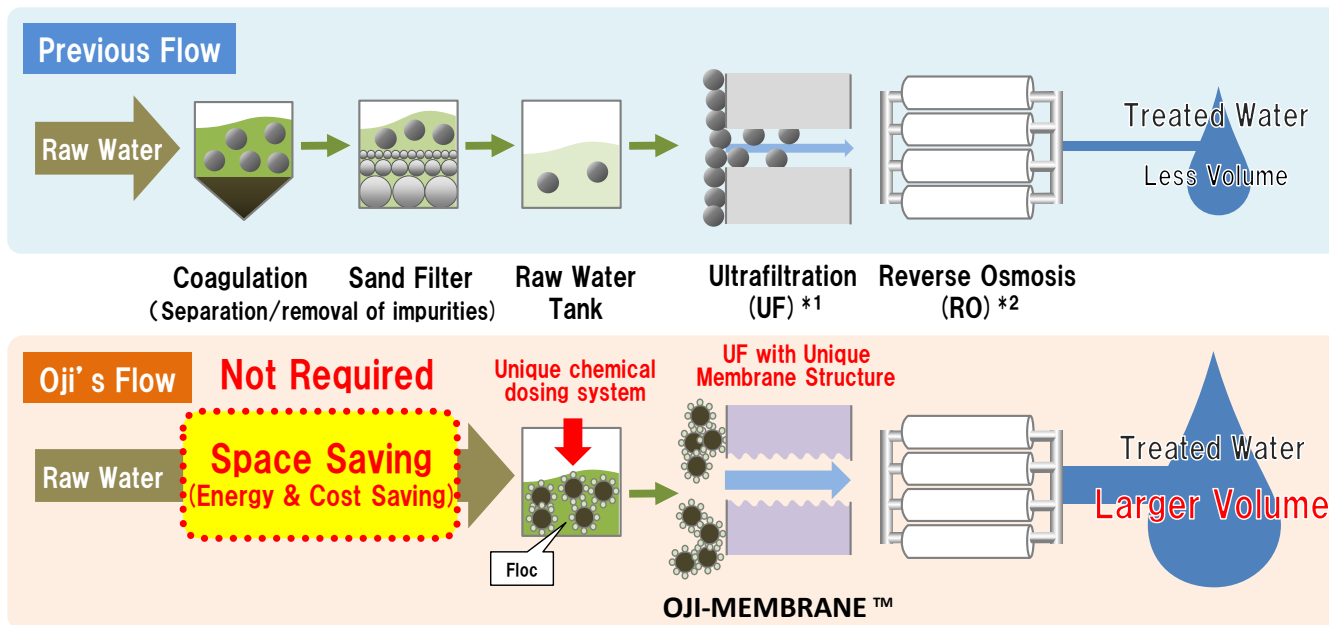 Previous Flow
Raw Water
Treated Water
Less Volume
Coagulation
Sand Filter
(Separation/removal of impurities)
Raw Water
Tank
Ultrafiltration
(UF) *1
Reverse Osmosis
(RO) *2
Oji's Flow
Not Required
Raw Water
Space Saving
(Energy & Cost Saving)
Unique chemical
dosing system
Floc
UF with Unique
Membrane Structure
OJI-MEMBRANE™
Treated Water
Larger Volume